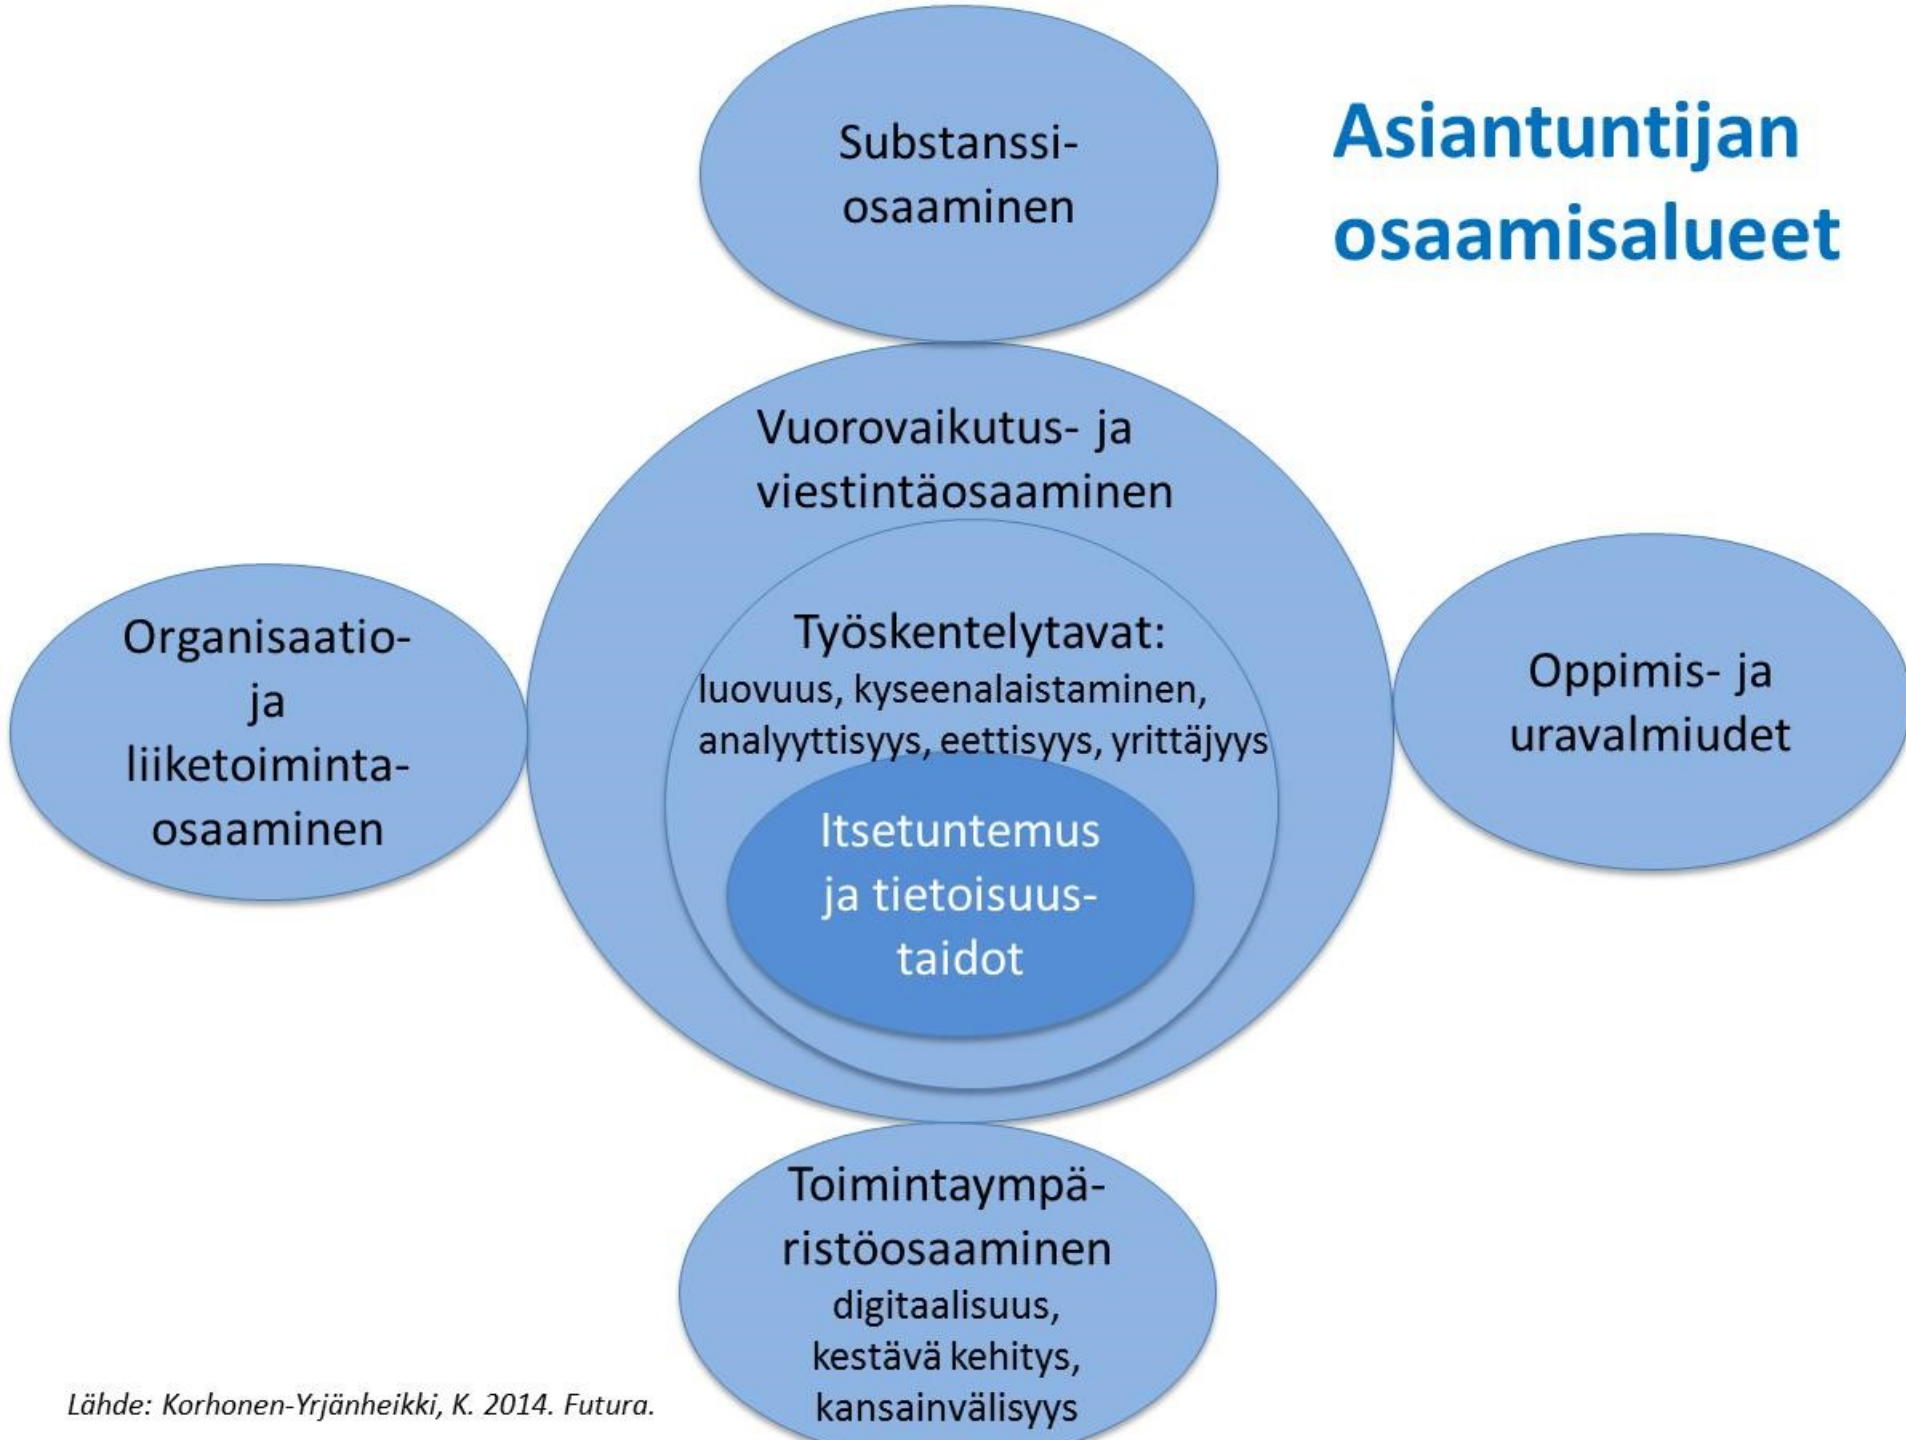 Asiantuntijan
osaamisalueet
Substanssi-
osaaminen
Vuorovaikutus- ja
viestintäosaaminen
Työskentelytavat:
luovuus, kyseenalaistaminen,
analyyttisyys, eettisyys, yrittäjyys
Itsetuntemus
ja tietoisuus-
taidot
Organisaatio-
ja
liiketoiminta-
osaaminen
Oppimis- ja
uravalmiudet
Toimintaympä-
ristöosaaminen
digitaalisuus,
kestävä kehitys,
kansainvälisyys
Lähde: Korhonen-Yrjänheikki, K. 2014. Futura.